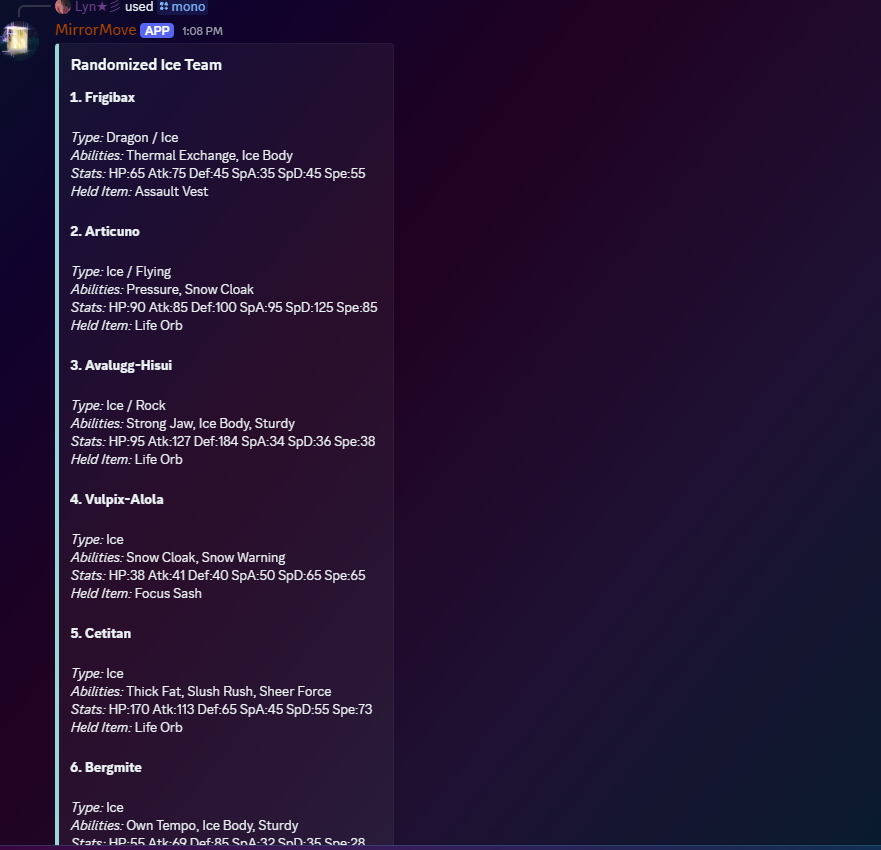 Lyn★彡 used mono
MirrorMove APP 1:08 PM
Randomized Ice Team
1. Frigibax
Type: Dragon / Ice
Abilities: Thermal Exchange, Ice Body
Stats: HP:65 Atk:75 Def:45 SpA:35 SpD:45 Spe:55
Held Item: Assault Vest
2. Articuno
Type: Ice / Flying
Abilities: Pressure, Snow Cloak
Stats: HP:90 Atk:85 Def:100 SpA:95 SpD:125 Spe:85
Held Item: Life Orb
3. Avalugg-Hisui
Type: Ice / Rock
Abilities: Strong Jaw, Ice Body, Sturdy
Stats: HP:95 Atk:127 Def:184 SpA:34 SpD:36 Spe:38
Held Item: Life Orb
4. Vulpix-Alola
Type: Ice
Abilities: Snow Cloak, Snow Warning
Stats: HP:38 Atk:41 Def:40 SpA:50 SpD:65 Spe:65
Held Item: Focus Sash
5. Cetitan
Type: Ice
Abilities: Thick Fat, Slush Rush, Sheer Force
Stats: HP:170 Atk:113 Def:65 SpA:45 SpD:55 Spe:73
Held Item: Life Orb
6. Bergmite
Type: Ice
Abilities: Own Tempo, Ice Body, Sturdy
Stats: HP:55 Atk:69 Def:85 SpA:32 SpD:35 Spe:28